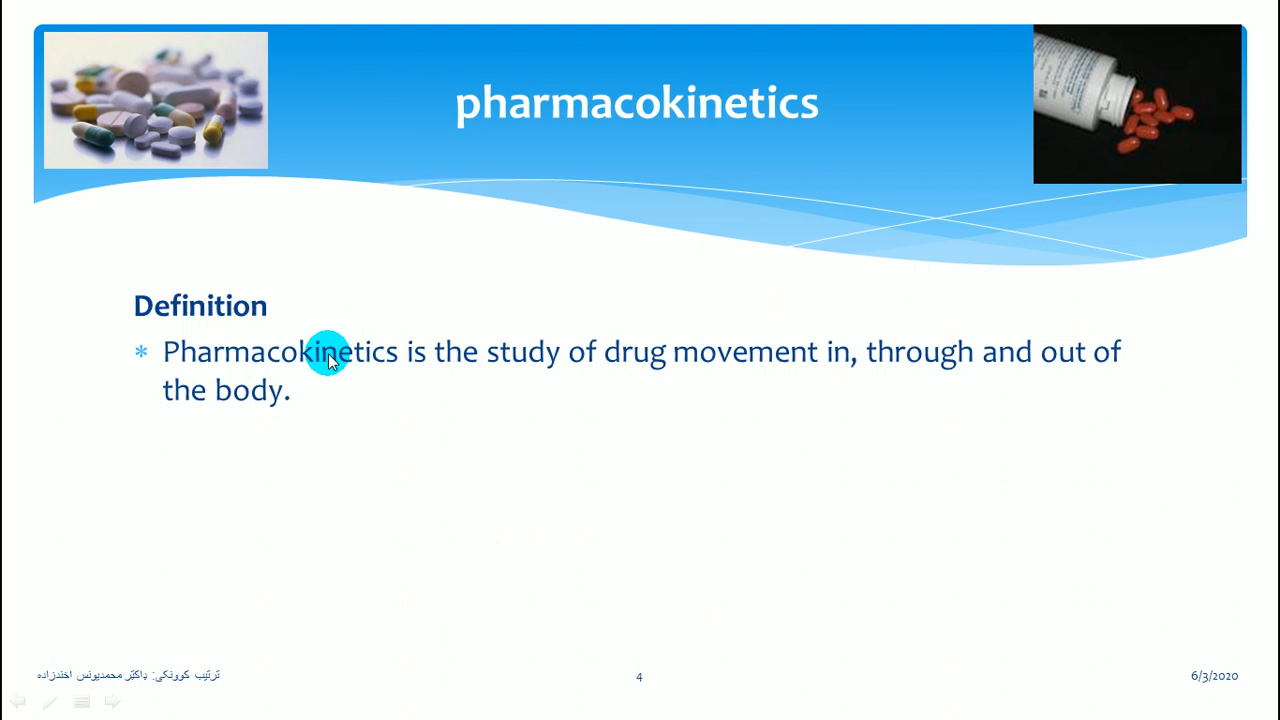 pharmacokinetics
Definition
* Pharmacokinetics is the study of drug movement in, through and out of
the body.
ترتیب کوونکی: ډاکټر محمدیونس اخندزاده
4
6/3/2020